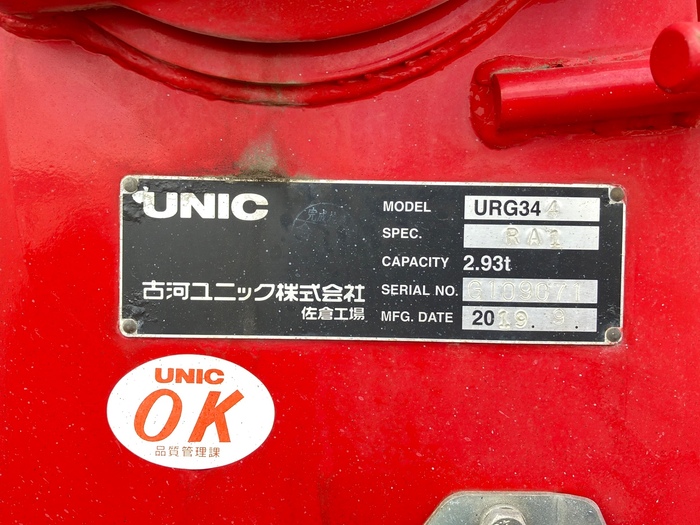 UNIC
MODEL URG344
SPEC. RA1
CAPACITY 2.93t
古河ユニック株式会社
佐倉工場
SERIAL NO. G109071
MFG. DATE 2019. 9.
UNIC
OK
品質管理課